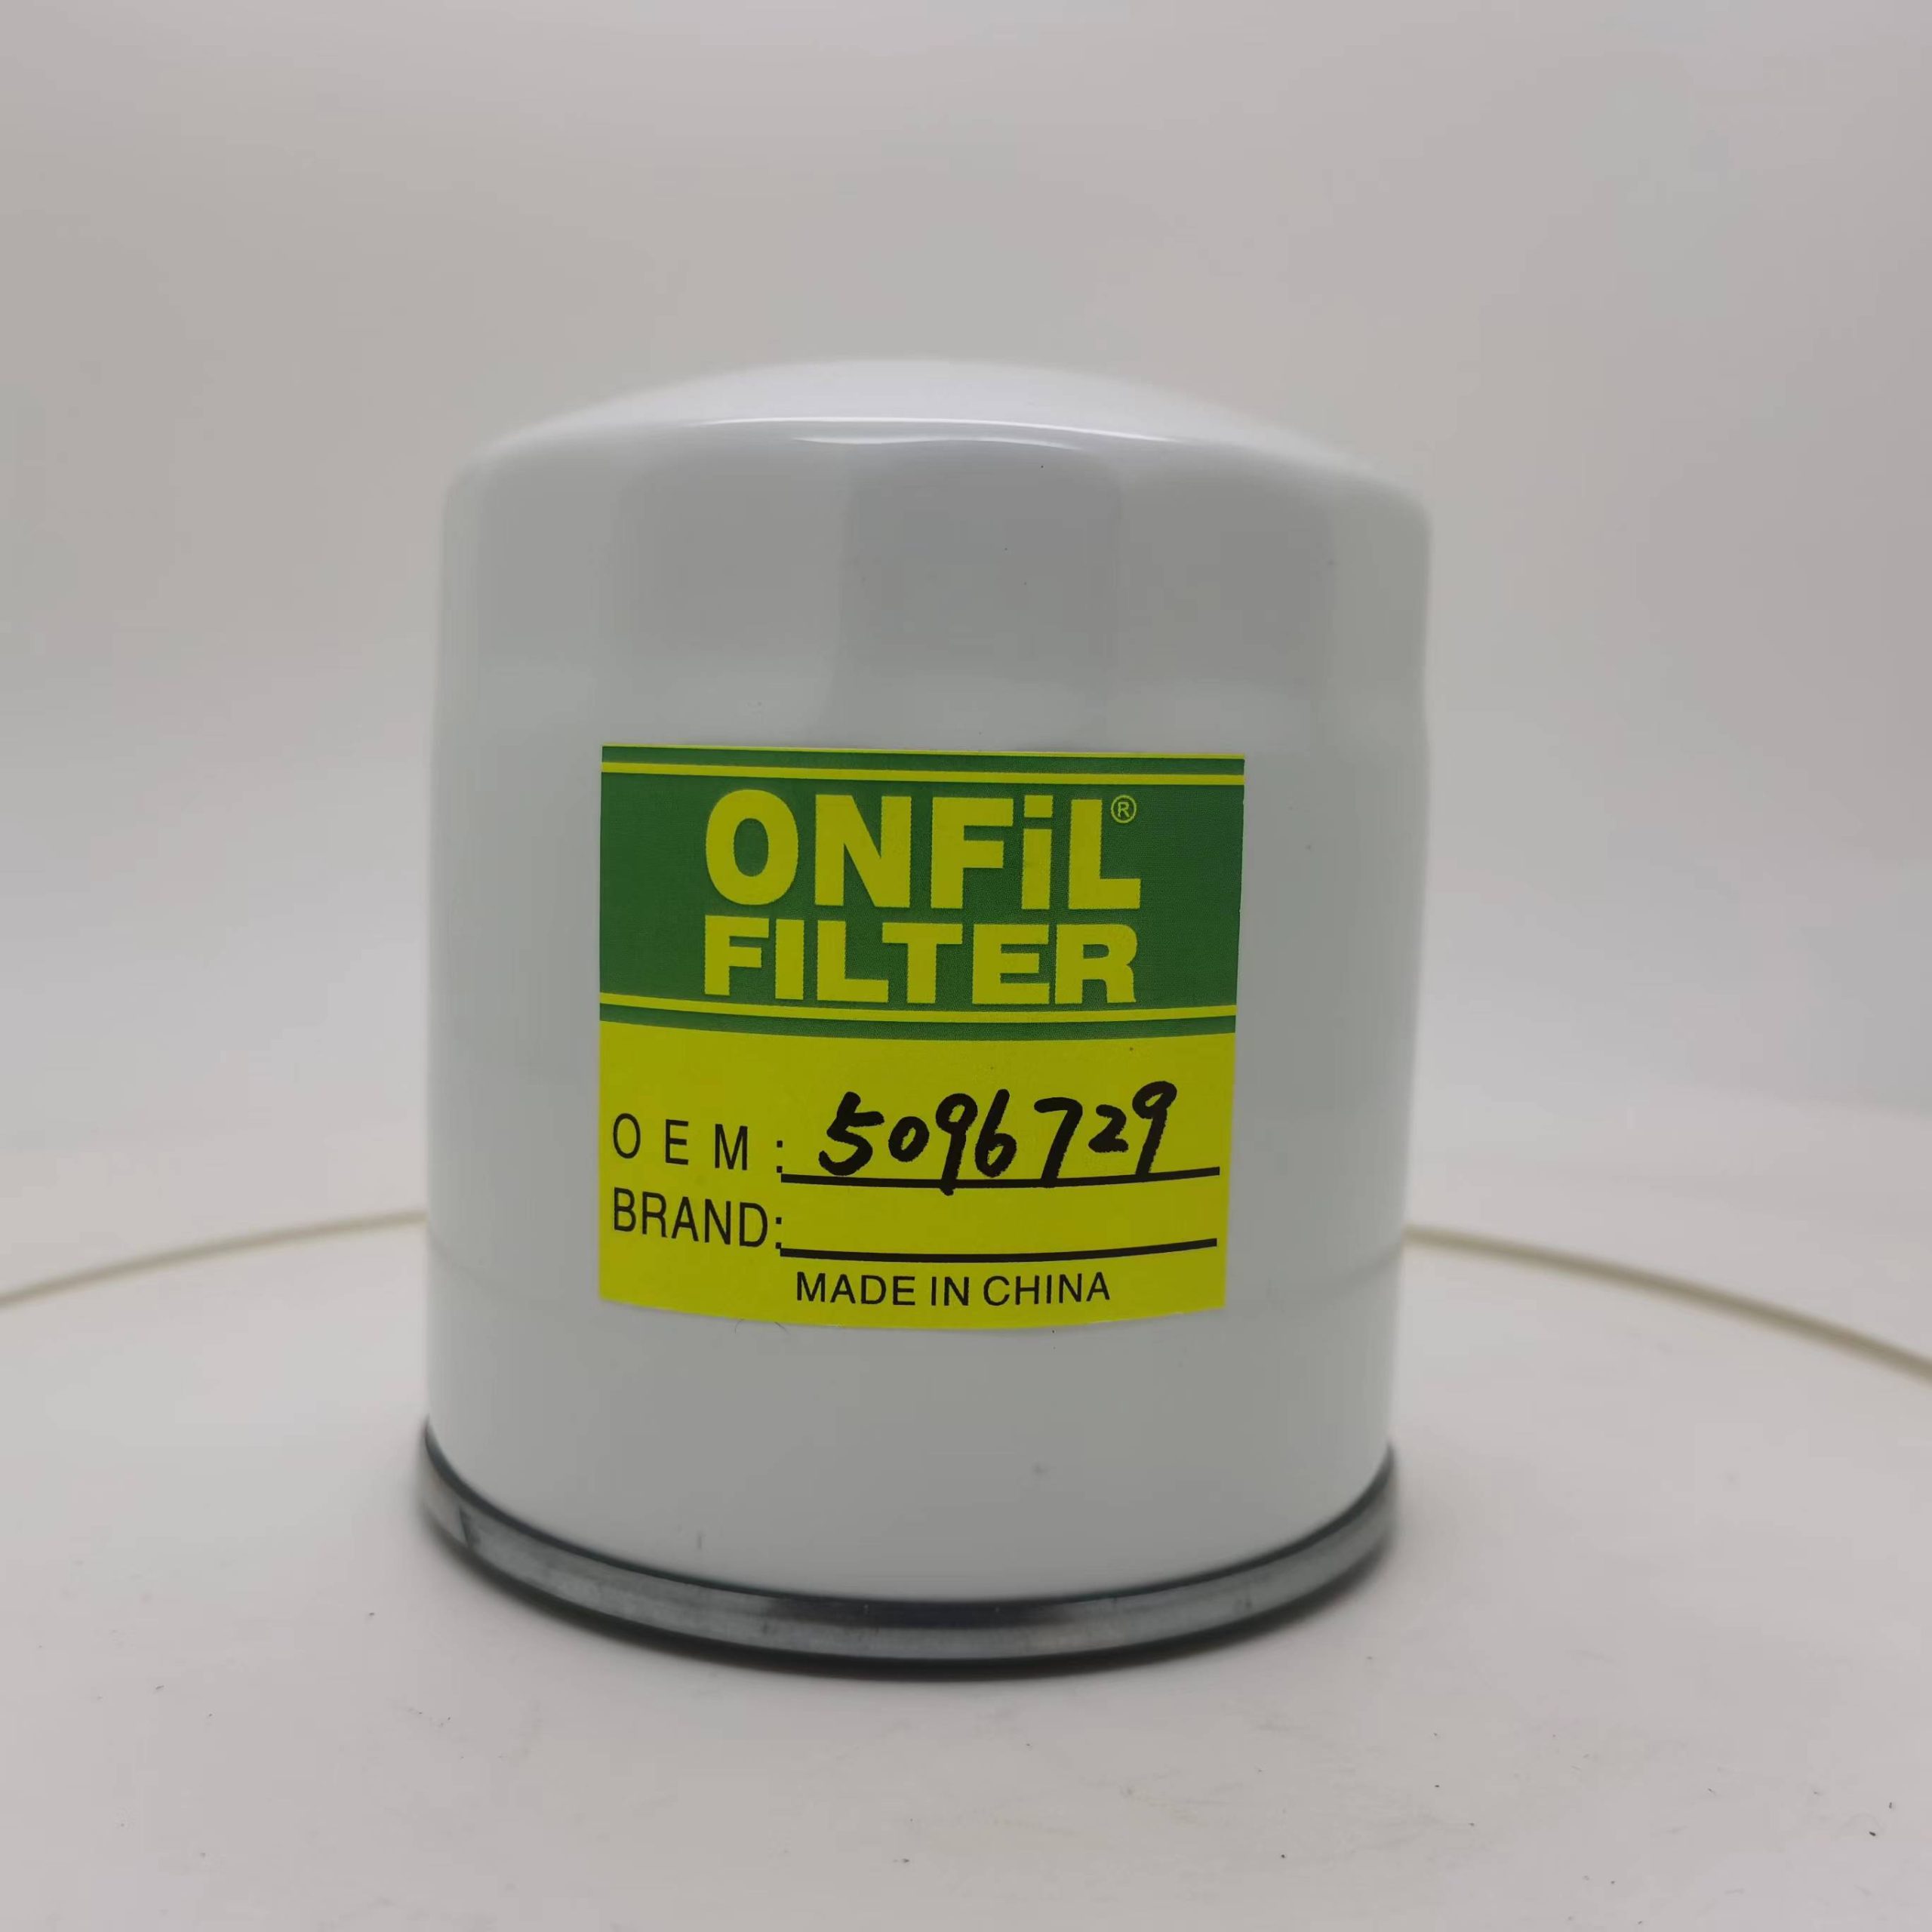 ONFiL®
FILTER
OEM: 5096729
BRAND:
MADE IN CHINA